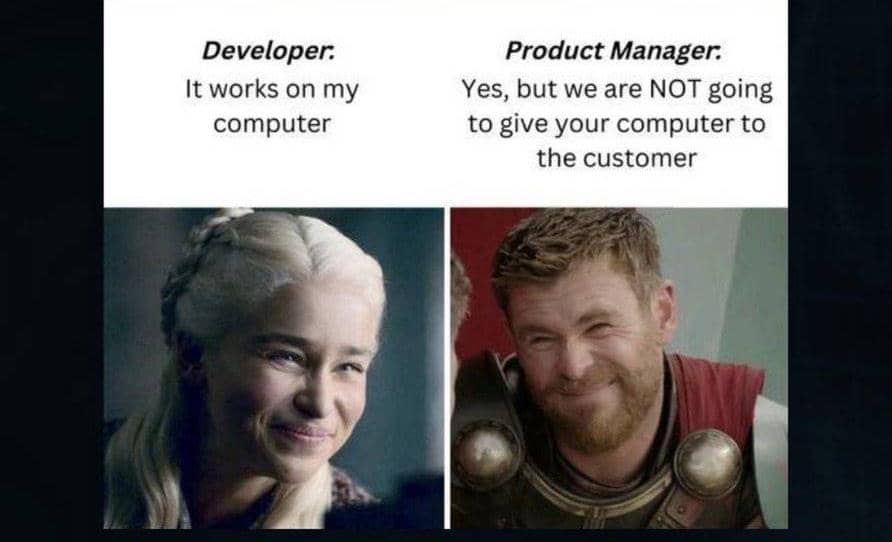 Developer:
It works on my
computer
Product Manager:
Yes, but we are NOT going
to give your computer to
the customer